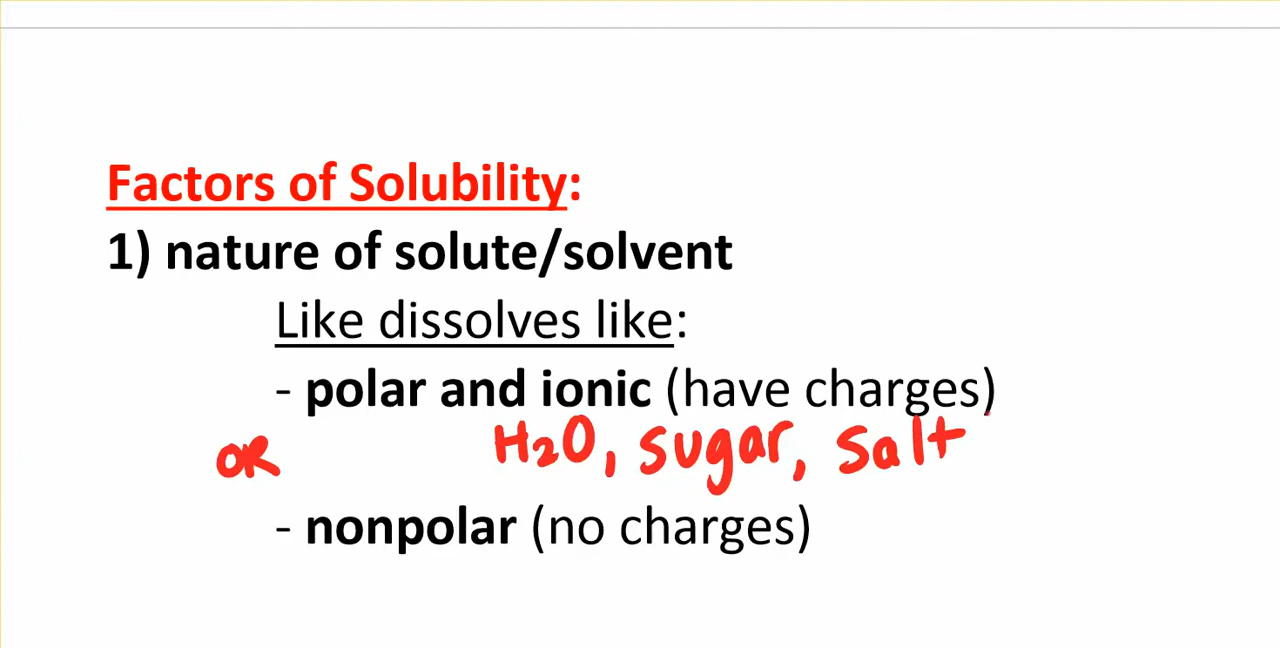 Factors of Solubility:
1) nature of solute/solvent
Like dissolves like:
- polar and ionic (have charges)
OR H2O, sugar, salt
- nonpolar (no charges)